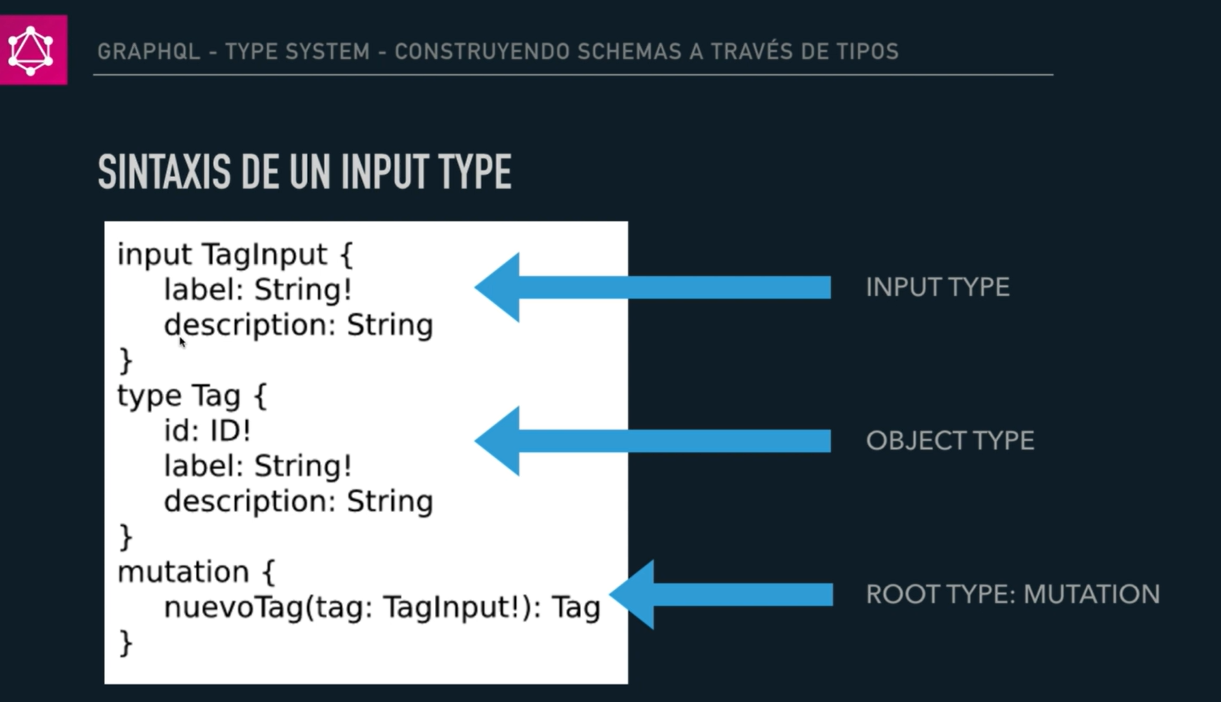 GRAPHQL - TYPE SYSTEM - CONSTRUYENDO SCHEMAS A TRAVÉS DE TIPOS
SINTAXIS DE UN INPUT TYPE
input TagInput {
label: String!
description: String
}
type Tag {
id: ID!
label: String!
description: String
}
mutation {
nuevoTag(tag: TagInput!): Tag
}
INPUT TYPE
OBJECT TYPE
ROOT TYPE: MUTATION